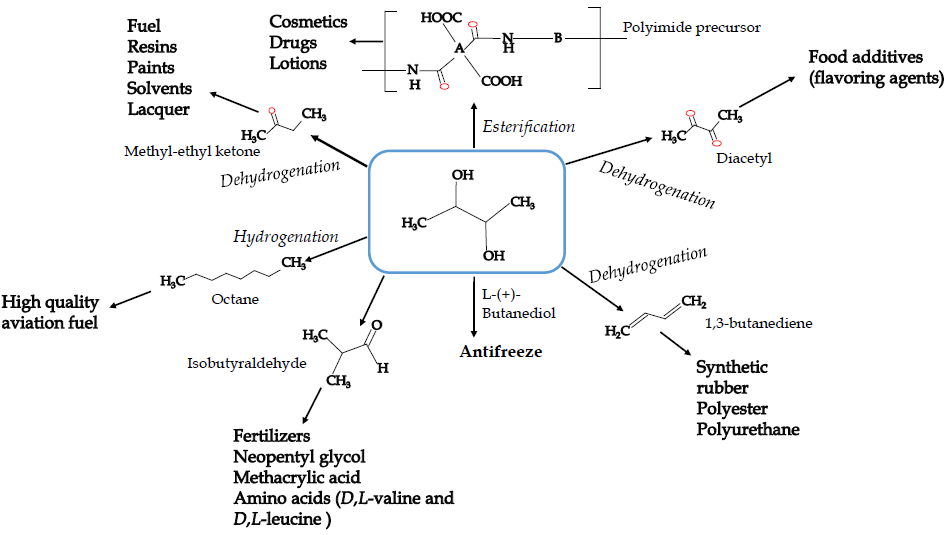 Fuel
Resins
Paints
Solvents
Lacquer
Cosmetics
Drugs
Lotions
HOOC
O
O
A
N
H
B
N
H
COOH
Polyimide precursor
Food additives
(flavoring agents)
O
CH3
H3C
Methyl-ethyl ketone
Dehydrogenation
Esterification
O
CH3
H3C
O
Diacetyl
Dehydrogenation
OH
CH3
H3C
OH
Hydrogenation
CH3
H3C
Octane
High quality
aviation fuel
L-(+)-
Butanediol
Antifreeze
Dehydrogenation
CH2
H2C
1,3-butanediene
Synthetic
rubber
Polyester
Polyurethane
H3C
O
H
CH3
Isobutyraldehyde
Fertilizers
Neopentyl glycol
Methacrylic acid
Amino acids (D,L-valine and
D,L-leucine )